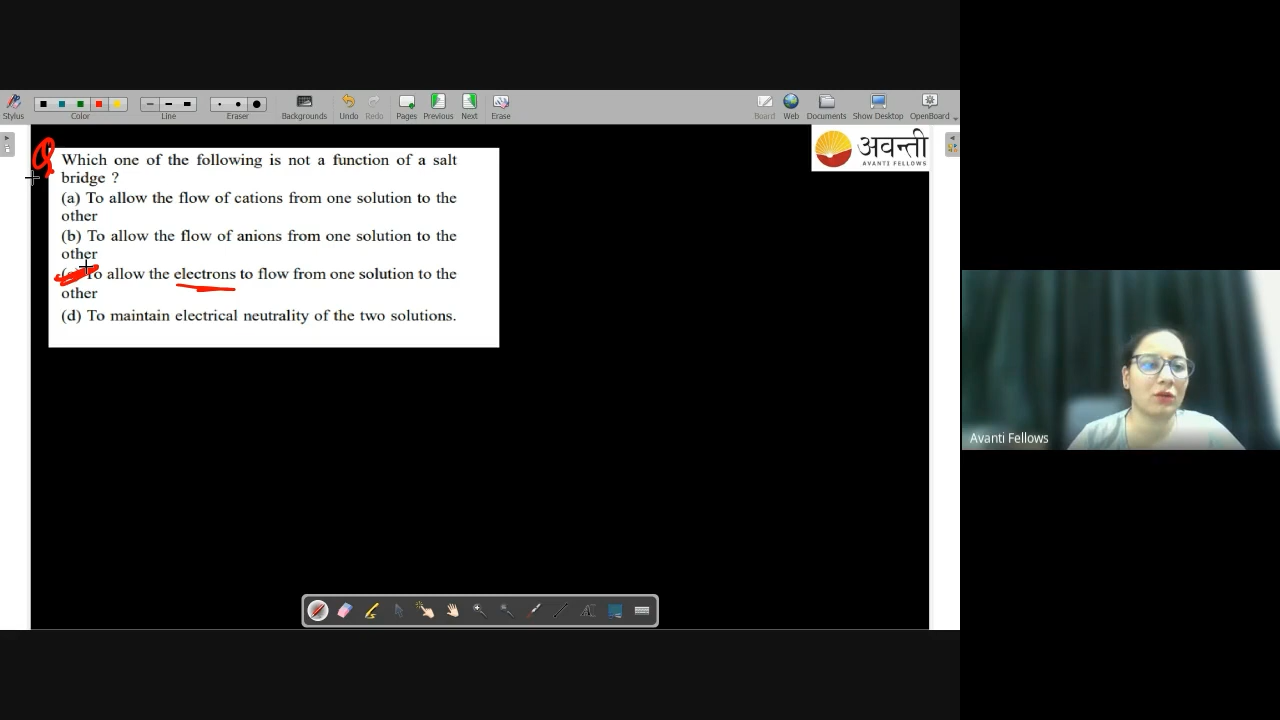 Stylus
Color
Line
Eraser
Backgrounds
Undo
Redo
Pages
Previous
Next
Erase
Board
Web
Documents
Show Desktop
OpenBoard
अवन्ती
AVANTI FELLOWS
Q
Which one of the following is not a function of a salt
bridge ?
(a) To allow the flow of cations from one solution to the
other
(b) To allow the flow of anions from one solution to the
other
To allow the electrons to flow from one solution to the
other
(d) To maintain electrical neutrality of the two solutions.
Avanti Fellows